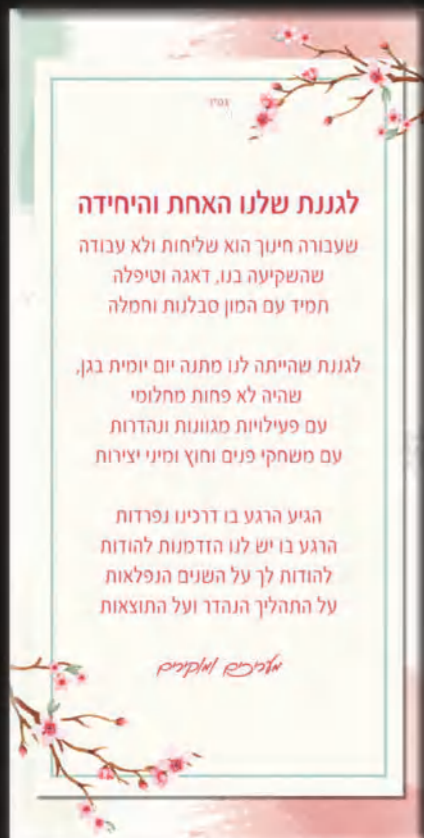 בס"ד
לגננת שלנו האחת והיחידה
שעבורה חינוך הוא שליחות ולא עבודה
שהשקיעה בנו, דאגה וטיפלה
תמיד עם המון סבלנות וחמלה
לגננת שהייתה לנו מתנה יום יומית בגן,
שהיה לא פחות מחלומי
עם פעילויות מגוונות ונהדרות
עם משחקי פנים וחוץ ומיני יצירות
הגיע הרגע בו דרכינו נפרדות
הרגע בו יש לנו הזדמנות להודות
להודות לך על השנים הנפלאות
על התהליך הנהדר ועל התוצאות
מעריכים ומוקירים